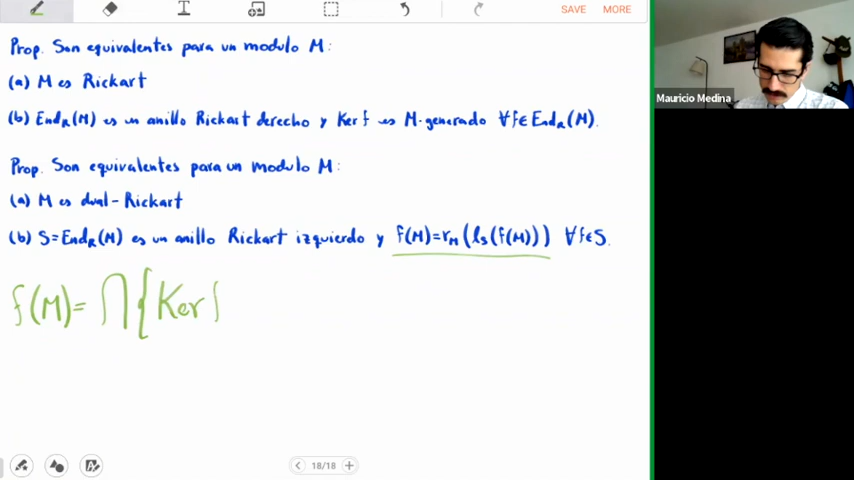 SAVE MORE
Prop. Son equivalentes para un modulo M:
(a) M es Rickart
(b) End_R(M) es un anillo Rickart derecho y Ker f es M-generado ∀f∈End_R(M).
Prop. Son equivalentes para un modulo M:
(a) M es dual-Rickart
(b) S=End_R(M) es un anillo Rickart izquierdo y f(M)=r_M(l_S(f(M))) ∀f∈S.
f(M)= ⋂{Ker f
18/18
Mauricio Medina